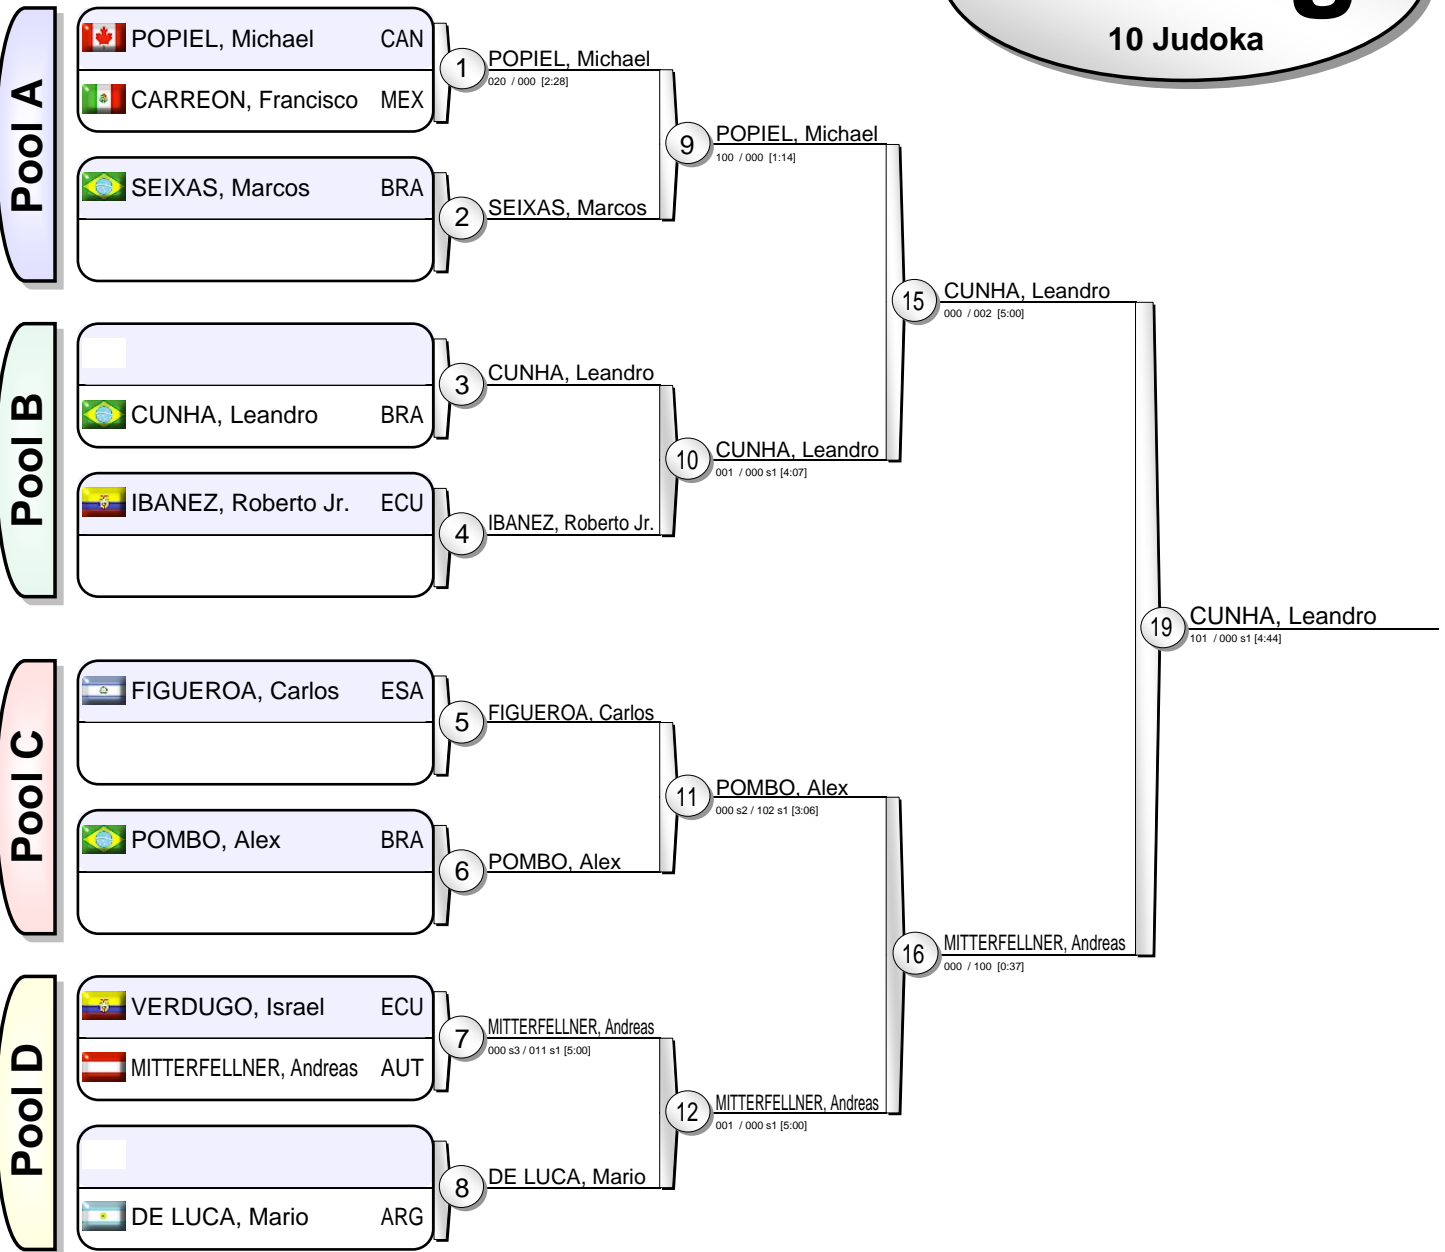 10 Judoka
Pool A
POPIEL, Michael CAN
CARREON, Francisco MEX
SEIXAS, Marcos BRA
1
POPIEL, Michael
020 / 000 [2:28]
2
SEIXAS, Marcos
9
POPIEL, Michael
100 / 000 [1:14]
Pool B
CUNHA, Leandro BRA
IBANEZ, Roberto Jr. ECU
3
CUNHA, Leandro
4
IBANEZ, Roberto Jr.
10
CUNHA, Leandro
001 / 000 s1 [4:07]
15
CUNHA, Leandro
000 / 002 [5:00]
Pool C
FIGUEROA, Carlos ESA
POMBO, Alex BRA
5
FIGUEROA, Carlos
6
POMBO, Alex
11
POMBO, Alex
000 s2 / 102 s1 [3:06]
Pool D
VERDUGO, Israel ECU
MITTERFELLNER, Andreas AUT
DE LUCA, Mario ARG
7
MITTERFELLNER, Andreas
000 s3 / 011 s1 [5:00]
8
DE LUCA, Mario
12
MITTERFELLNER, Andreas
001 / 000 s1 [5:00]
16
MITTERFELLNER, Andreas
000 / 100 [0:37]
19
CUNHA, Leandro
101 / 000 s1 [4:44]